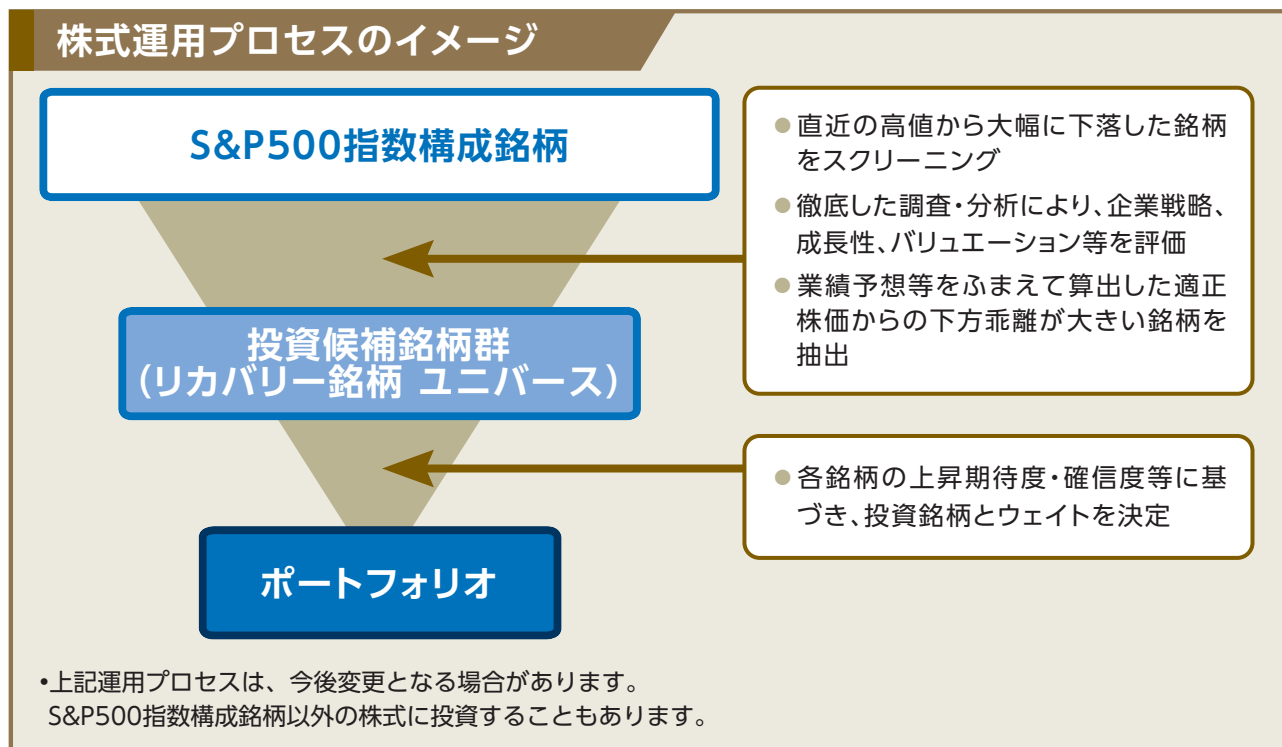 株式運用プロセスのイメージ
S&P500指数構成銘柄
●直近の高値から大幅に下落した銘柄
をスクリーニング
●徹底した調査・分析により、企業戦略、
成長性、バリュエーション等を評価
●業績予想等をふまえて算出した適正
株価からの下方乖離が大きい銘柄を
抽出
投資候補銘柄群
（リカバリー銘柄 ユニバース）
●各銘柄の上昇期待度・確信度等に基
づき、投資銘柄とウェイトを決定
ポートフォリオ
•上記運用プロセスは、今後変更となる場合があります。
S&P500指数構成銘柄以外の株式に投資することもあります。